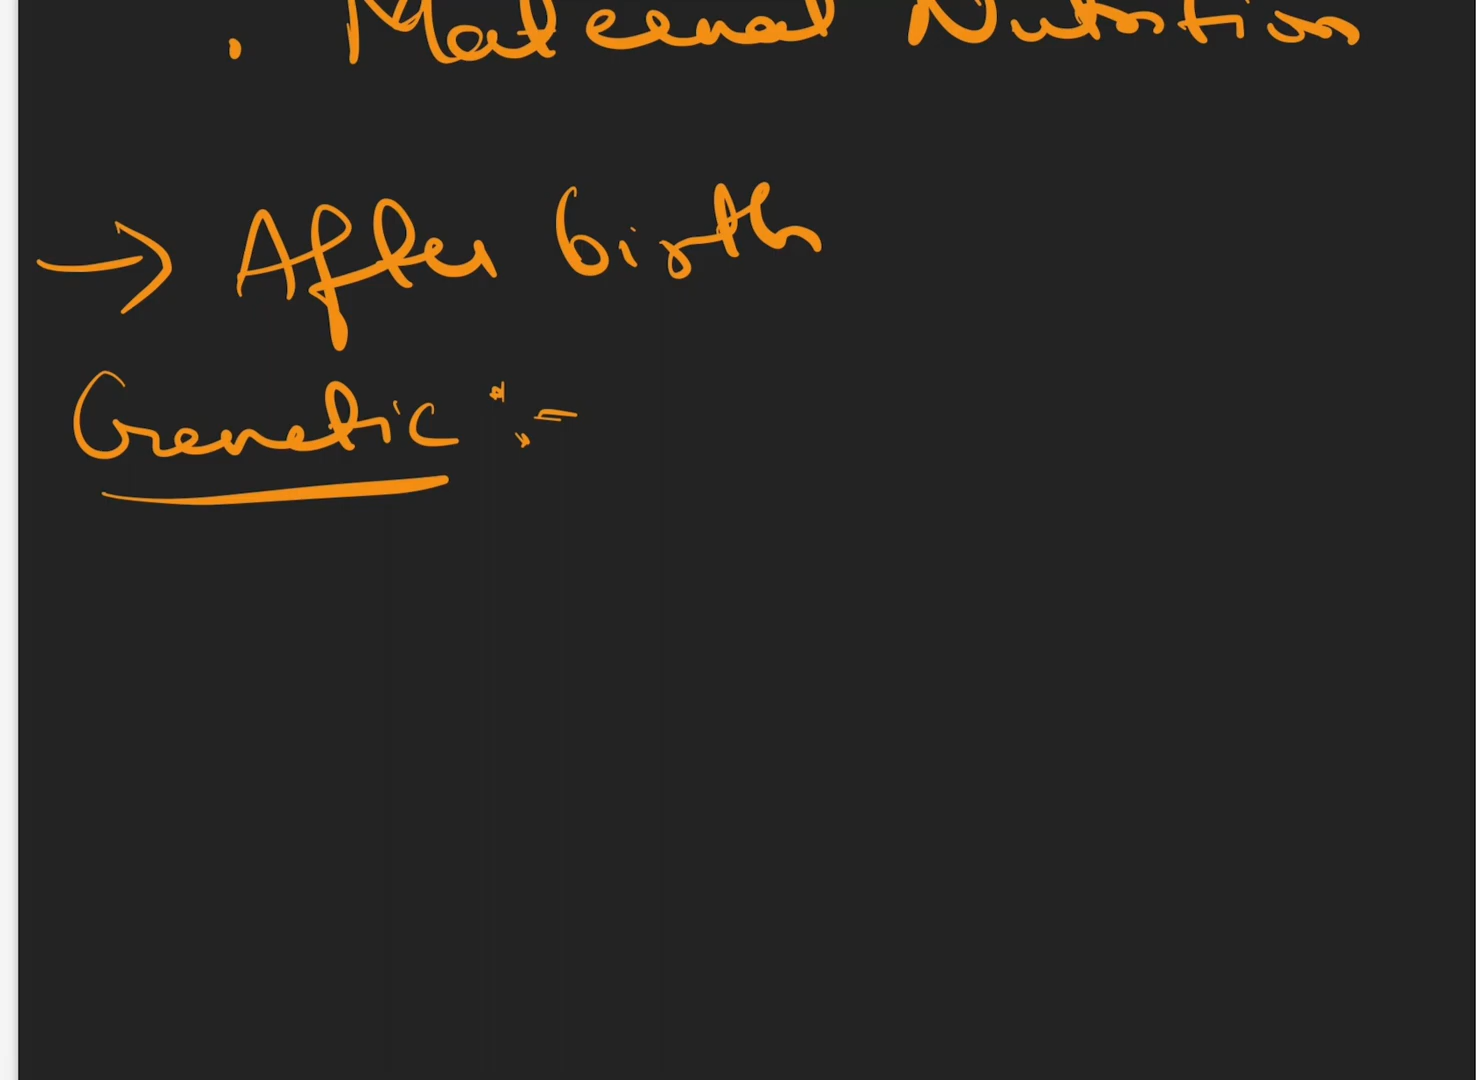 . Maternal Nutrition
→ After birth
Genetic :-